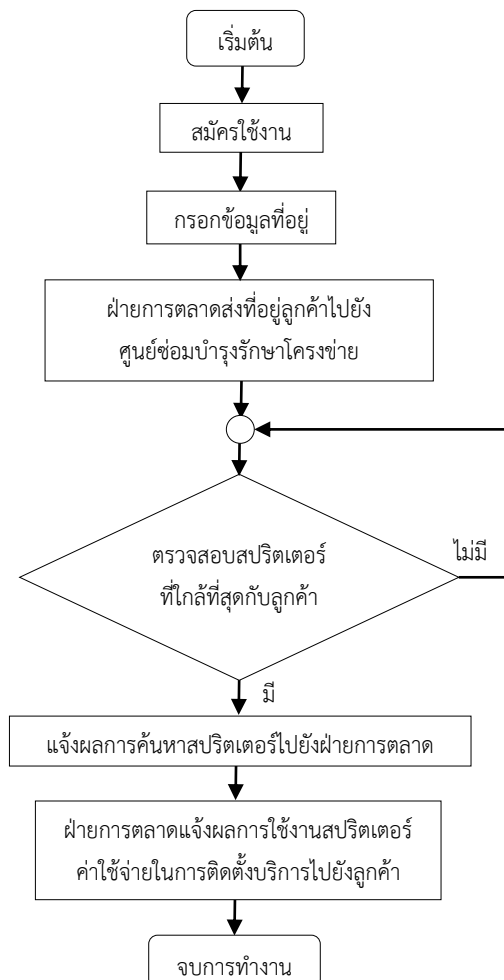 เริ่มต้น
สมัครใช้งาน
กรอกข้อมูลที่อยู่
ฝ่ายการตลาดส่งที่อยู่ลูกค้าไปยัง
ศูนย์ซ่อมบำรุงรักษาโครงข่าย
ตรวจสอบสปริตเตอร์
ที่ใกล้ที่สุดกับลูกค้า
ไม่มี
มี
แจ้งผลการค้นหาสปริตเตอร์ไปยังฝ่ายการตลาด
ฝ่ายการตลาดแจ้งผลการใช้งานสปริตเตอร์
ค่าใช้จ่ายในการติดตั้งบริการไปยังลูกค้า
จบการทำงาน